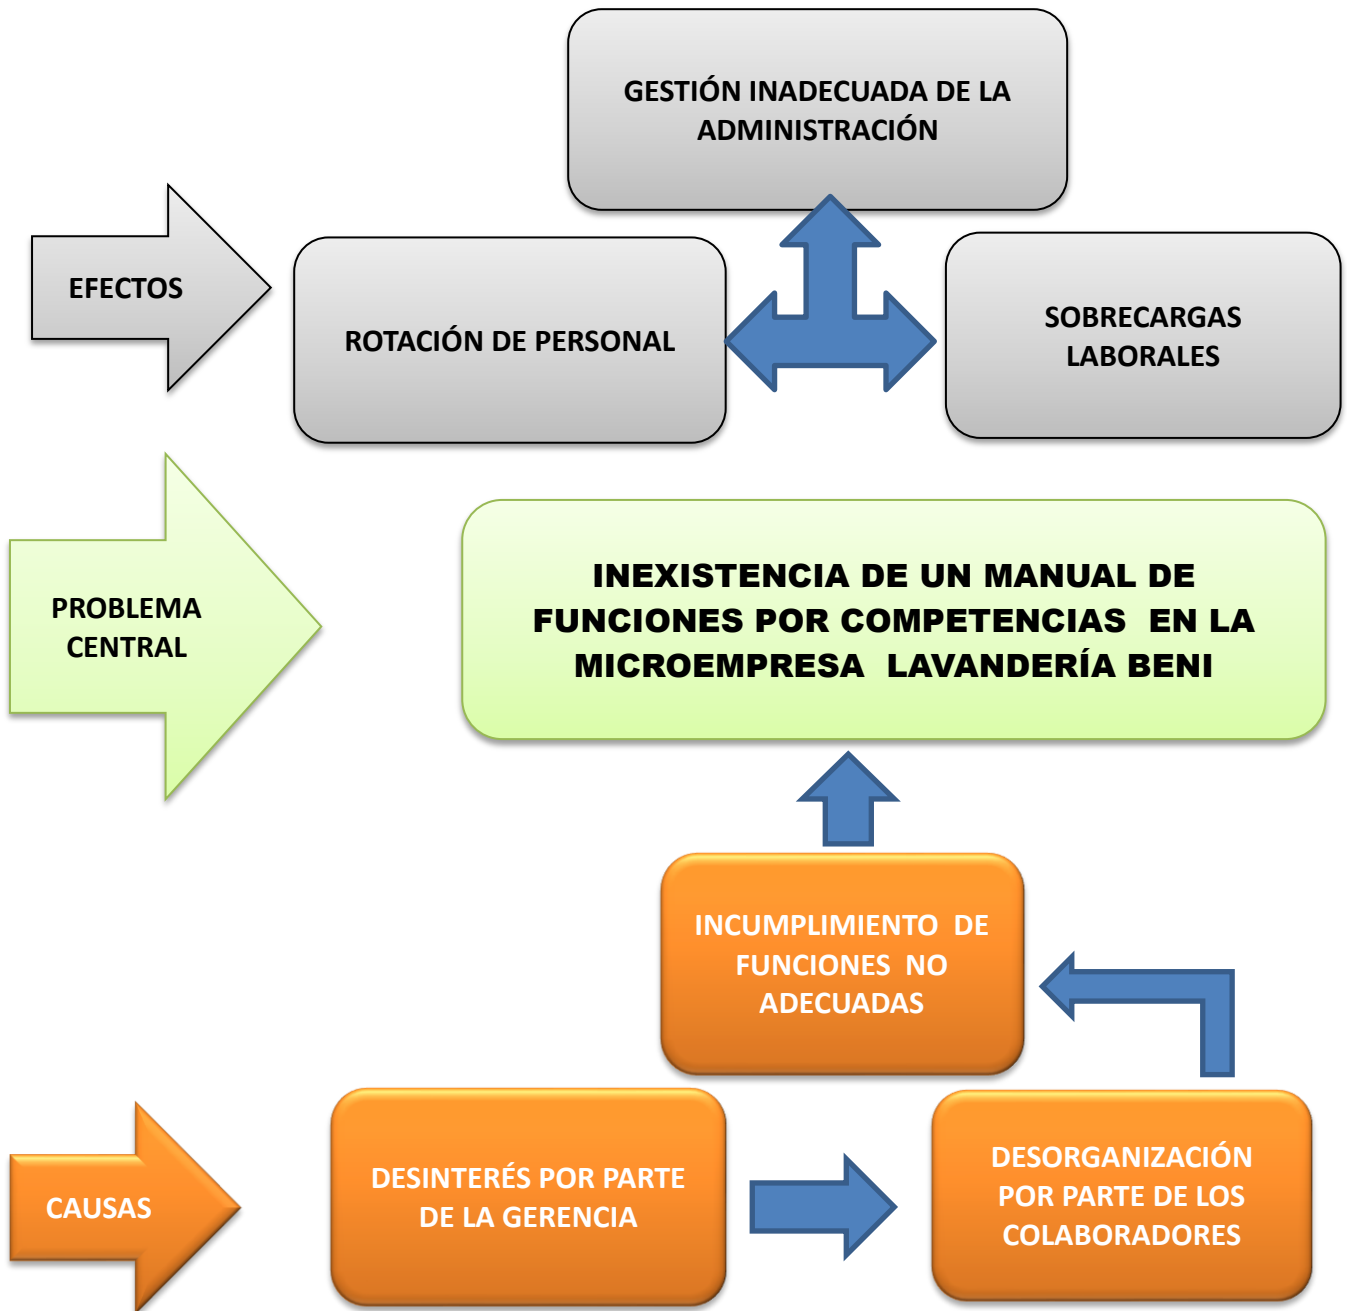 GESTIÓN INADECUADA DE LA
ADMINISTRACIÓN
EFECTOS
ROTACIÓN DE PERSONAL
SOBRECARGAS
LABORALES
PROBLEMA
CENTRAL
INEXISTENCIA DE UN MANUAL DE
FUNCIONES POR COMPETENCIAS EN LA
MICROEMPRESA LAVANDERÍA BENI
INCUMPLIMIENTO DE
FUNCIONES NO
ADECUADAS
CAUSAS
DESINTERÉS POR PARTE
DE LA GERENCIA
DESORGANIZACIÓN
POR PARTE DE LOS
COLABORADORES